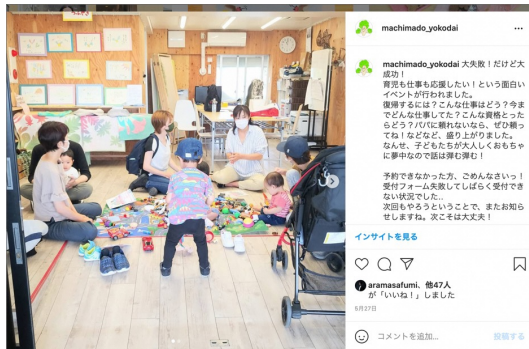 machimado_yokodai
machimado_yokodai 大失敗！だけど大
成功！
育児も仕事も応援したい！という面白い
イベントが行われました。
復帰するには？こんな仕事はどう？今ま
でどんな仕事してた？こんな資格とった
らどう？パパに頼れないなら、ぜひ頼っ
てね！などなど、盛り上がりました。
なんせ、子どもたちが大人しくおもちゃ
に夢中なので話は弾む弾む！
予約できなかった方、ごめんなさいっ！
受付フォーム失敗してしばらく受付でき
ない状況でした..
次回もやろうということで、またお知ら
せしますね。次こそは大丈夫！
インサイトを見る
aramasafumi、他47人
が「いいね！」しました
5月27日
コメントを追加...
投稿する